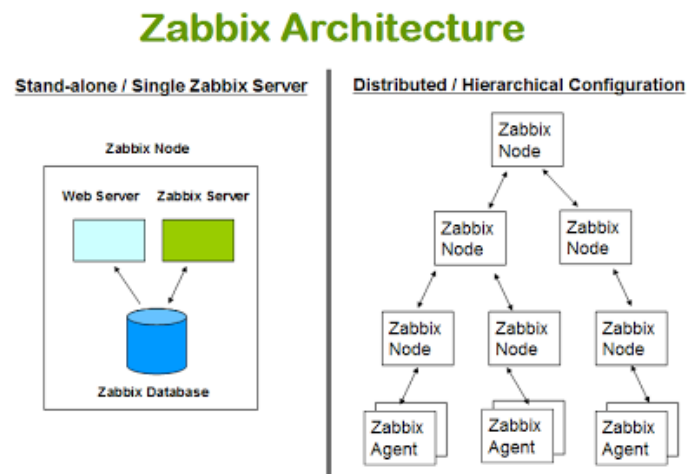 Zabbix Architecture
Stand-alone / Single Zabbix Server
Zabbix Node
Web Server
Zabbix Server
Zabbix Database
Distributed / Hierarchical Configuration
Zabbix
Node
Zabbix
Node
Zabbix
Node
Zabbix
Node
Zabbix
Node
Zabbix
Node
Zabbix
Agent
Zabbix
Agent
Zabbix
Agent